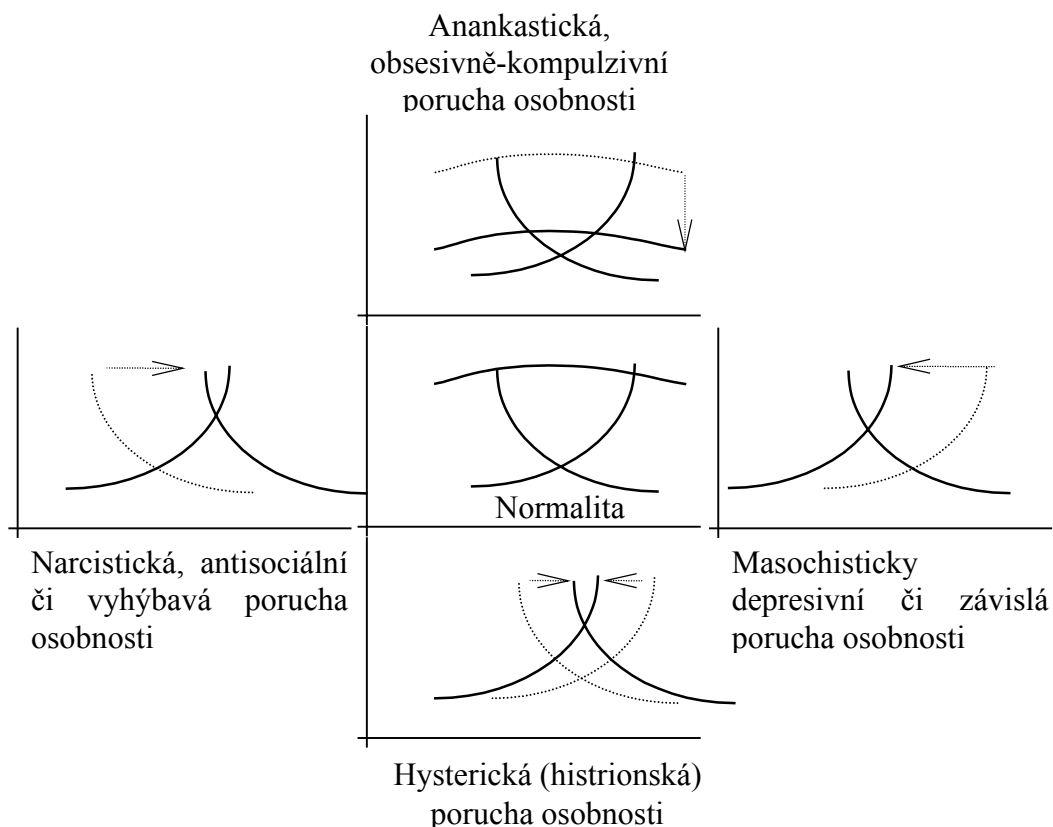 Anankastická,
obsesivně-kompulzivní
porucha osobnosti
Normalita
Narcistická, antisociální
či vyhýbavá porucha
osobnosti
Masochisticky
depresivní či závislá
porucha osobnosti
Hysterická (histrionská)
porucha osobnosti